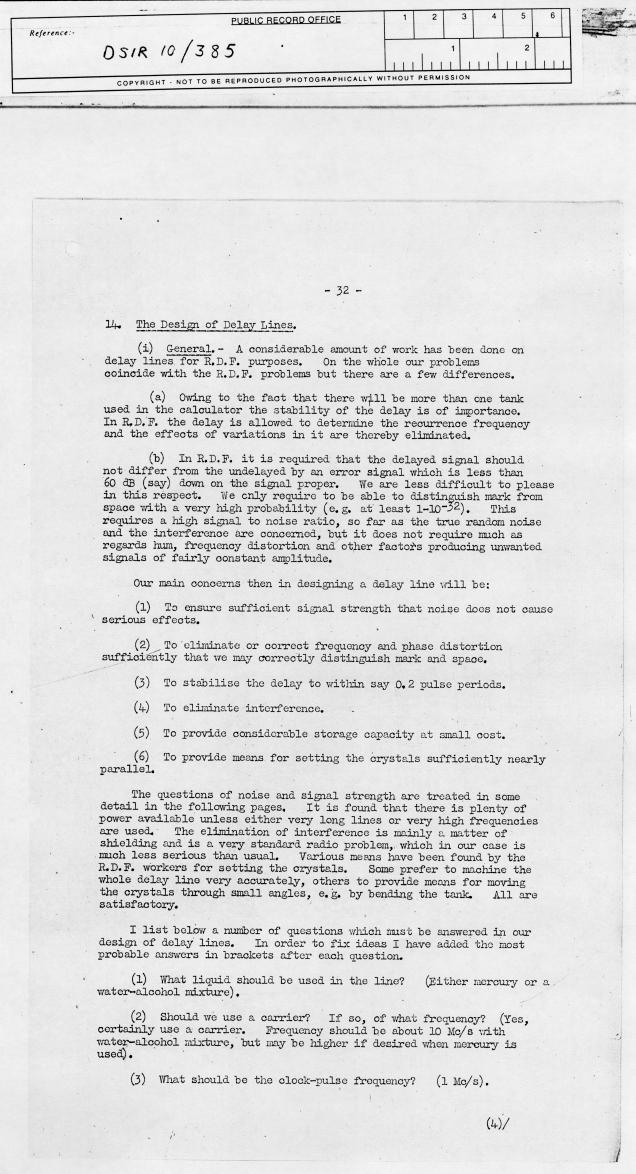 PUBLIC RECORD OFFICE
Reference:-
DSIR 10/385
1 2 3 4 5 6
1 2
COPYRIGHT - NOT TO BE REPRODUCED PHOTOGRAPHICALLY WITHOUT PERMISSION
- 32 -
14. The Design of Delay Lines.
(i) General.- A considerable amount of work has been done on
delay lines for R.D.F. purposes. On the whole our problems
coincide with the R.D.F. problems but there are a few differences.
(a) Owing to the fact that there will be more than one tank
used in the calculator the stability of the delay is of importance.
In R.D.F. the delay is allowed to determine the recurrence frequency
and the effects of variations in it are thereby eliminated.
(b) In R.D.F. it is required that the delayed signal should
not differ from the undelayed by an error signal which is less than
60 dB (say) down on the signal proper. We are less difficult to please
in this respect. We only require to be able to distinguish mark from
space with a very high probability (e.g. at least 1-10-32). This
requires a high signal to noise ratio, so far as the true random noise
and the interference are concerned, but it does not require much as
regards hum, frequency distortion and other factors producing unwanted
signals of fairly constant amplitude.
Our main concerns then in designing a delay line will be:
(1) To ensure sufficient signal strength that noise does not cause
serious effects.
(2) To eliminate or correct frequency and phase distortion
sufficiently that we may correctly distinguish mark and space.
(3) To stabilise the delay to within say 0.2 pulse periods.
(4) To eliminate interference.
(5) To provide considerable storage capacity at small cost.
(6) To provide means for setting the crystals sufficiently nearly
parallel.
The questions of noise and signal strength are treated in some
detail in the following pages. It is found that there is plenty of
power available unless either very long lines or very high frequencies
are used. The elimination of interference is mainly a matter of
shielding and is a very standard radio problem, which in our case is
much less serious than usual. Various means have been found by the
R.D.F. workers for setting the crystals. Some prefer to machine the
whole delay line very accurately, others to provide means for moving
the crystals through small angles, e.g. by bending the tank. All are
satisfactory.
I list below a number of questions which must be answered in our
design of delay lines. In order to fix ideas I have added the most
probable answers in brackets after each question.
(1) What liquid should be used in the line? (Either mercury or a
water-alcohol mixture).
(2) Should we use a carrier? If so, of what frequency? (Yes,
certainly use a carrier. Frequency should be about 10 Mc/s with
water-alcohol mixture, but may be higher if desired when mercury is
used).
(3) What should be the clock-pulse frequency? (1 Mc/s).
(4)/